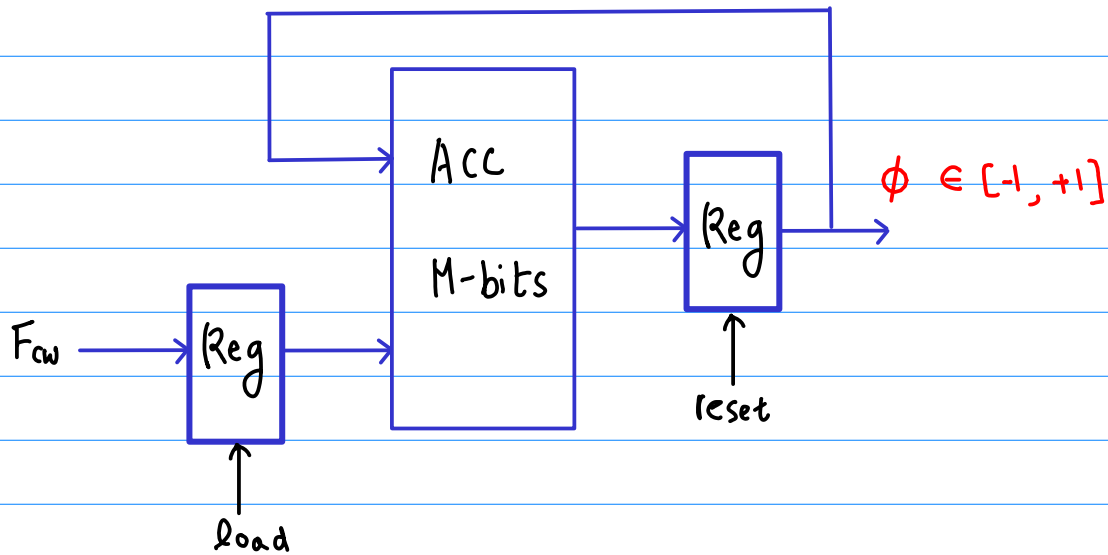 ACC
M-bits
Reg
ϕ ∈ [-1, +1]
Fcw
Reg
reset
load